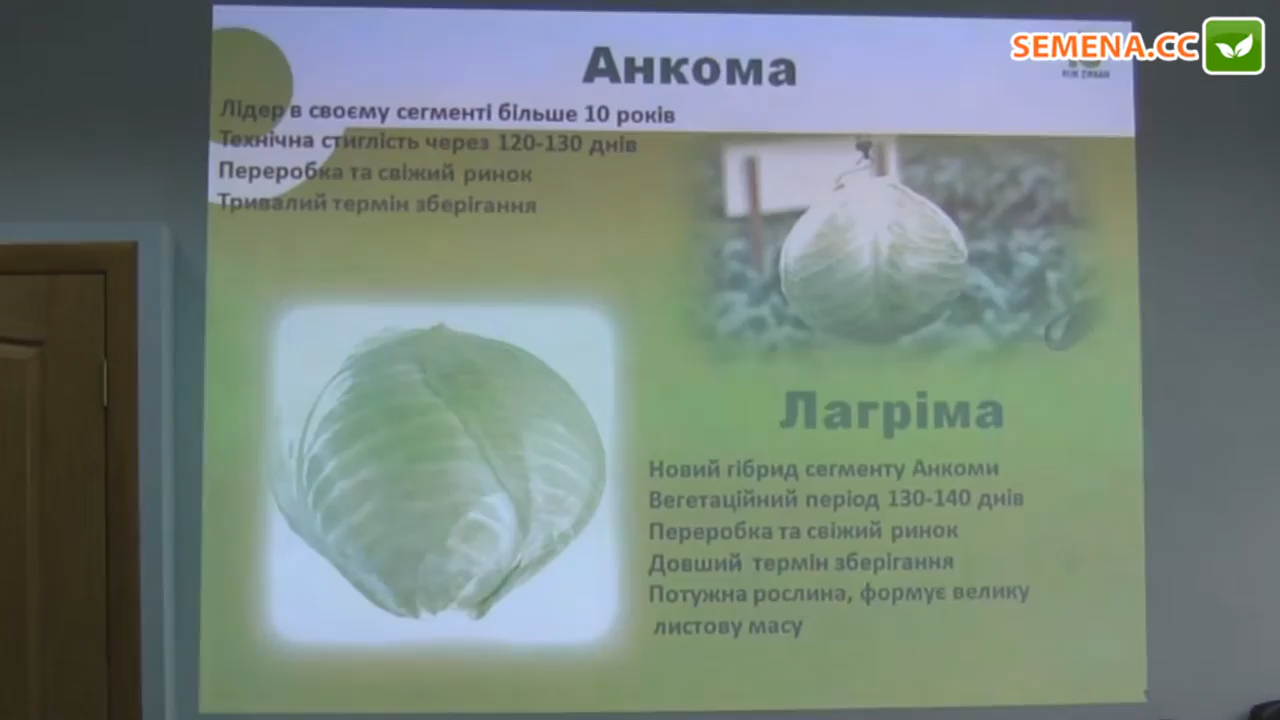 SEMENA.CC
Анкома
RIJK ZWAAN
Лідер в своєму сегменті більше 10 років
Технічна стиглість через 120-130 днів
Переробка та свіжий ринок
Тривалий термін зберігання
Лагріма
Новий гібрид сегменту Анкоми
Вегетаційний період 130-140 днів
Переробка та свіжий ринок
Довший термін зберігання
Потужна рослина, формує велику
листову масу